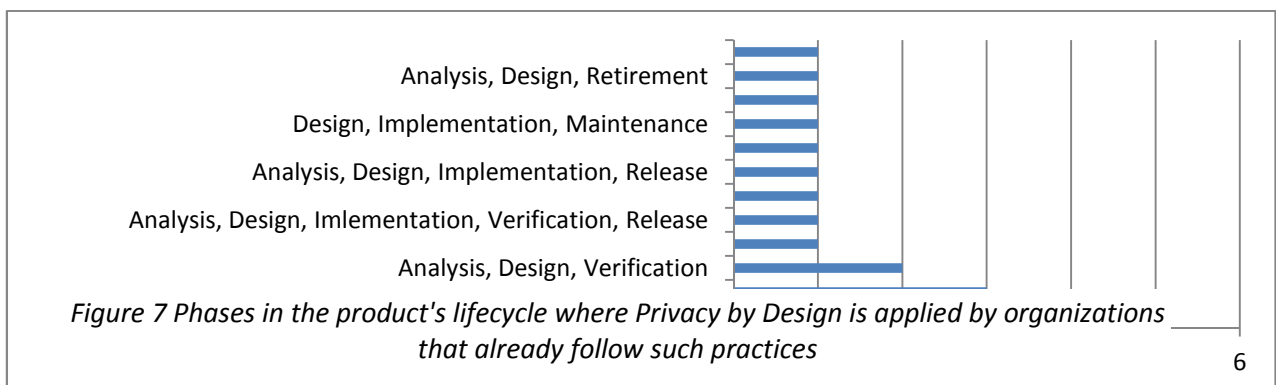 Analysis, Design, Retirement
Design, Implementation, Maintenance
Analysis, Design, Implementation, Release
Analysis, Design, Imlementation, Verification, Release
Analysis, Design, Verification
Figure 7 Phases in the product's lifecycle where Privacy by Design is applied by organizations
that already follow such practices
6